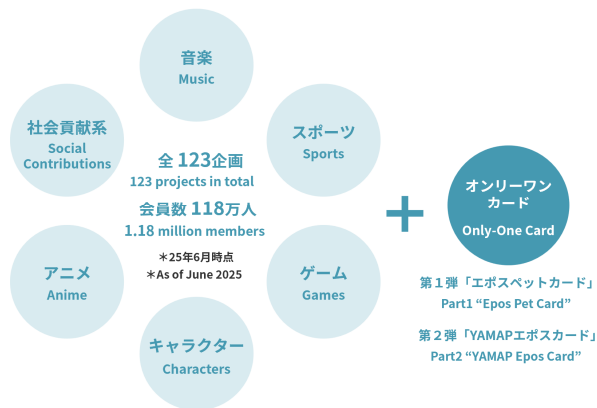 音楽
Music
社会貢献系
Social
Contributions
スポーツ
Sports
全 123企画
123 projects in total
会員数 118万人
1.18 million members
＊25年6月時点
＊As of June 2025
アニメ
Anime
ゲーム
Games
キャラクター
Characters
+
オンリーワン
カード
Only-One Card
第１弾「エポスペットカード」
Part1 “Epos Pet Card”
第２弾「YAMAPエポスカード」
Part2 “YAMAP Epos Card”